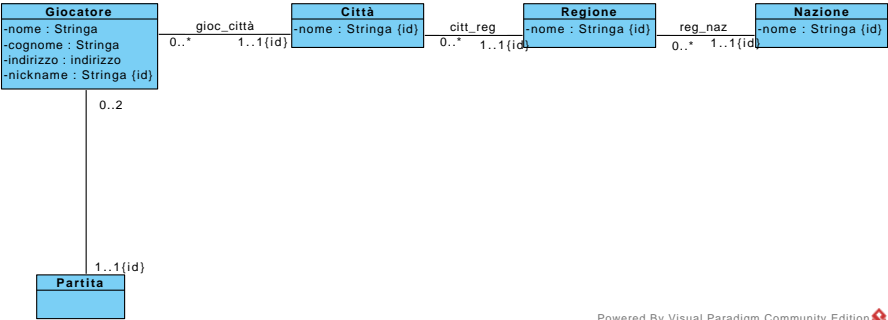 Giocatore
-nome : Stringa
-cognome : Stringa
-indirizzo : indirizzo
-nickname : Stringa {id}
gioc_città
0..*
1..1{id}
Città
-nome : Stringa {id}
citt_reg
0..*
1..1{id}
Regione
-nome : Stringa {id}
reg_naz
0..*
1..1{id}
Nazione
-nome : Stringa {id}
0..2
1..1{id}
Partita
Powered By Visual Paradigm Community Edition